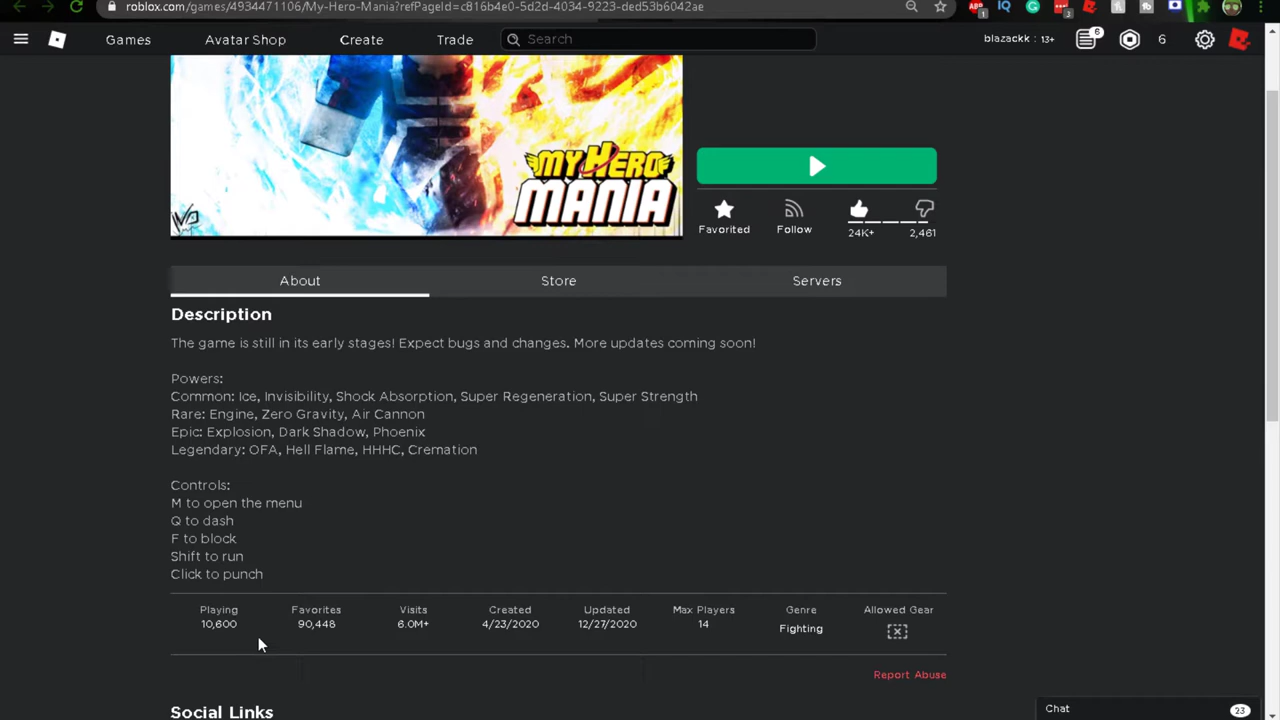 roblox.com/games/4934471106/My-Hero-Mania?refPageId=c816b4e0-5d2d-4034-9223-ded53b6042ae
Games Avatar Shop Create Trade Search blazackk : 13+ 6 6
MY HERO
MANIA
Favorited Follow 24K+ 2,461
About Store Servers
Description
The game is still in its early stages! Expect bugs and changes. More updates coming soon!
Powers:
Common: Ice, Invisibility, Shock Absorption, Super Regeneration, Super Strength
Rare: Engine, Zero Gravity, Air Cannon
Epic: Explosion, Dark Shadow, Phoenix
Legendary: OFA, Hell Flame, HHHC, Cremation
Controls:
M to open the menu
Q to dash
F to block
Shift to run
Click to punch
Playing Favorites Visits Created Updated Max Players Genre Allowed Gear
10,600 90,448 6.0M+ 4/23/2020 12/27/2020 14 Fighting
Report Abuse
Social Links
Chat 23